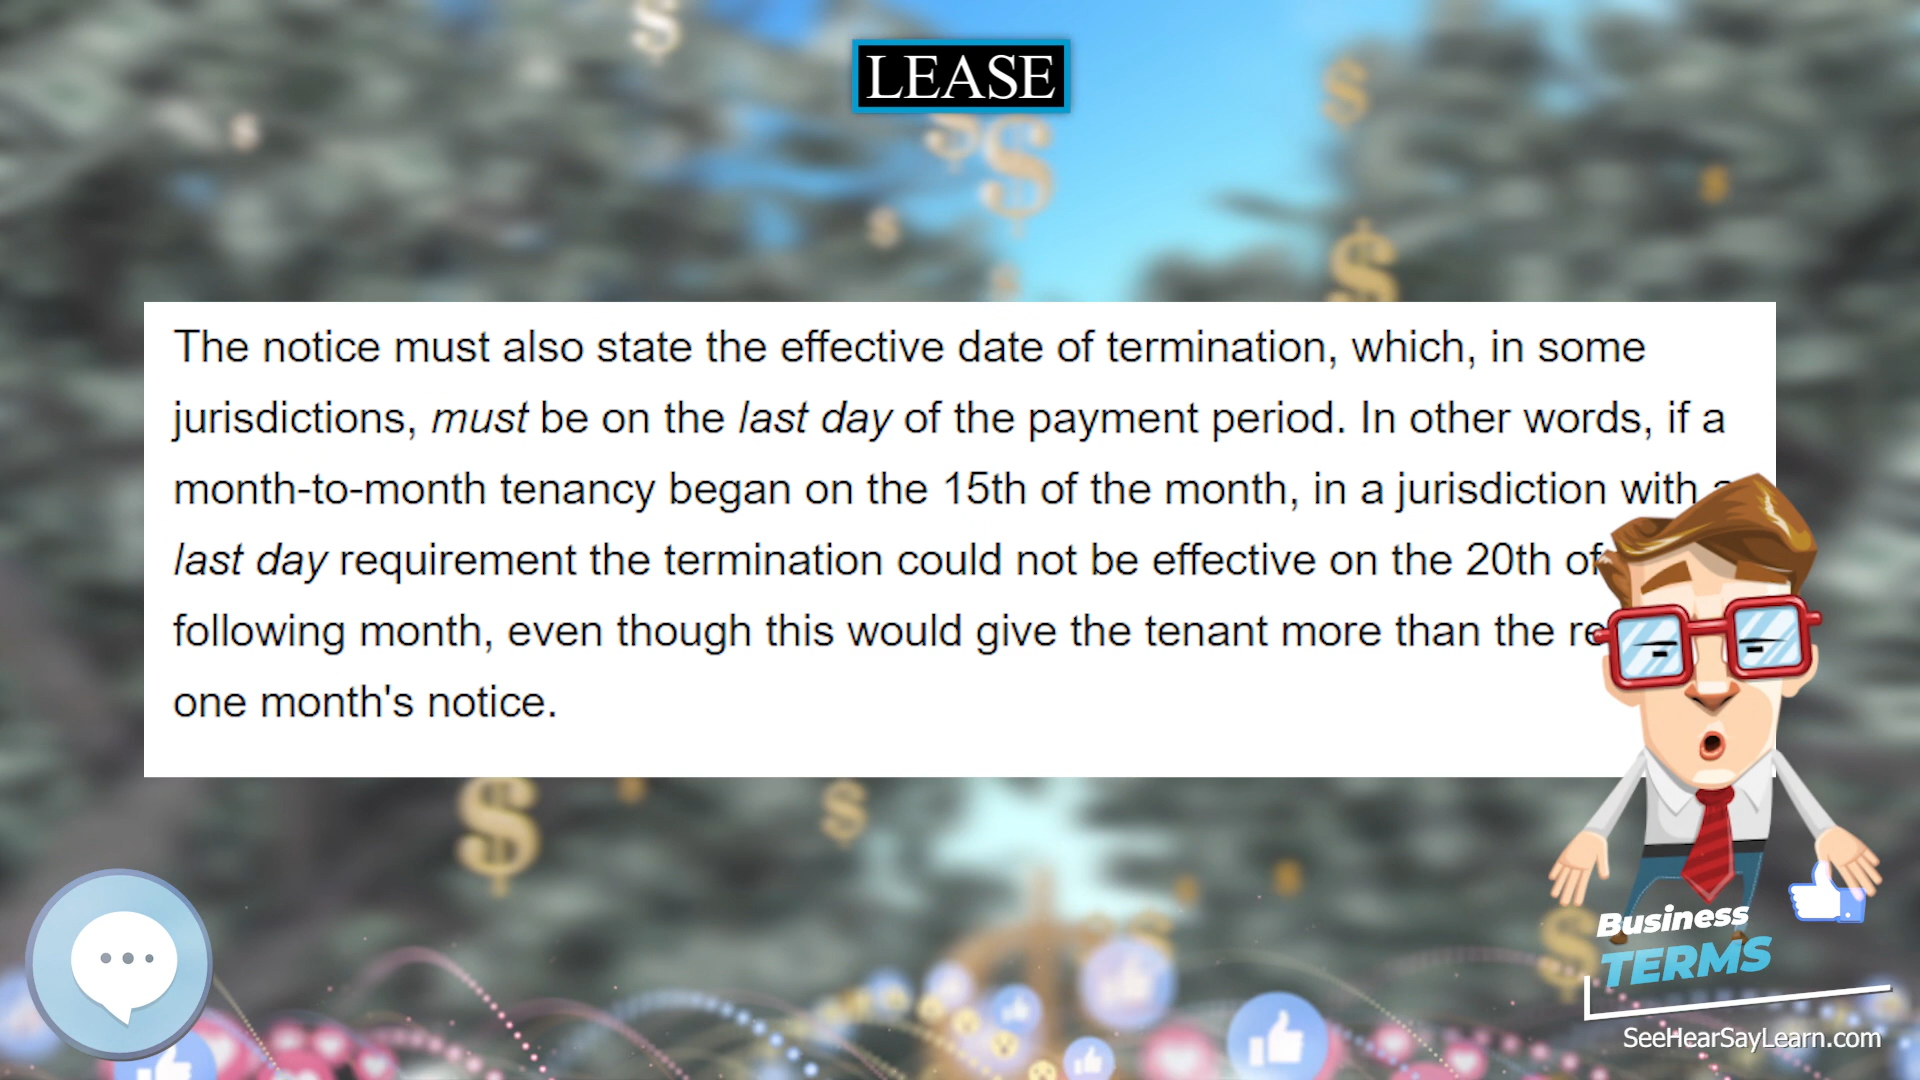 LEASE
The notice must also state the effective date of termination, which, in some
jurisdictions, must be on the last day of the payment period. In other words, if a
month-to-month tenancy began on the 15th of the month, in a jurisdiction with
last day requirement the termination could not be effective on the 20th of
following month, even though this would give the tenant more than the
one month's notice.
Business
TERMS
SeeHearSayLearn.com